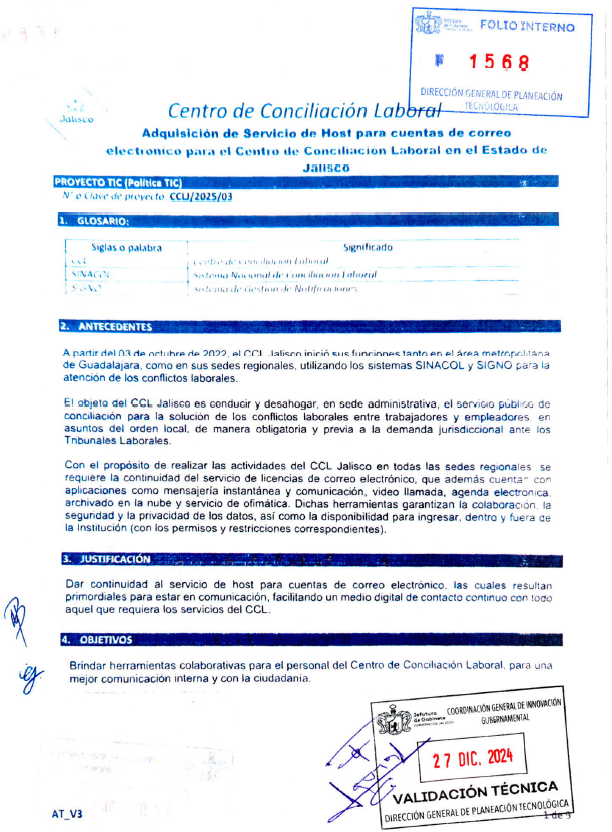 FOLIO INTERNO
Nº 1568
DIRECCIÓN GENERAL DE PLANEACIÓN
TECNOLÓGICA
Jalisco
Centro de Conciliación Laboral
Adquisición de Servicio de Host para cuentas de correo
electronico para el Centro de Conciliación Laboral en el Estado de
Jalisco
PROYECTO TIC (Política TIC)
N° o Clave de proyecto: CCLJ/2025/03
1. GLOSARIO:
Siglas o palabra Significado
CCL Centro de Conciliacion Laboral
SINACOL Sistema Nacional de Conciliacion Laboral
SIGNO Sistema de Gestion de Notificaciones
2. ANTECEDENTES
A partir del 03 de octubre de 2022, el CCL Jalisco inició sus funciones tanto en el área metropolitana
de Guadalajara, como en sus sedes regionales, utilizando los sistemas SINACOL y SIGNO para la
atención de los conflictos laborales.
El objeto del CCL Jalisco es conducir y desahogar, en sede administrativa, el servicio público de
conciliación para la solución de los conflictos laborales entre trabajadores y empleadores en
asuntos del orden local, de manera obligatoria y previa a la demanda jurisdiccional ante los
Tribunales Laborales.
Con el propósito de realizar las actividades del CCL Jalisco en todas las sedes regionales se
requiere la continuidad del servicio de licencias de correo electrónico, que además cuentan con
aplicaciones como mensajería instantánea y comunicación, video llamada, agenda electronica,
archivado en la nube y servicio de ofimática. Dichas herramientas garantizan la colaboración, la
seguridad y la privacidad de los datos, así como la disponibilidad para ingresar, dentro y fuera de
la Institución (con los permisos y restricciones correspondientes).
3. JUSTIFICACIÓN
Dar continuidad al servicio de host para cuentas de correo electrónico, las cuales resultan
primordiales para estar en comunicación, facilitando un medio digital de contacto continuo con todo
aquel que requiera los servicios del CCL.
4. OBJETIVOS
Brindar herramientas colaborativas para el personal del Centro de Conciliación Laboral, para una
mejor comunicación interna y con la ciudadanía.
Jefatura
de Gabinete
COORDINACIÓN GENERAL DE INNOVACIÓN
GUBERNAMENTAL
27 DIC. 2024
VALIDACIÓN TÉCNICA
DIRECCIÓN GENERAL DE PLANEACIÓN TECNOLÓGICA
AT_V3
1 de 9